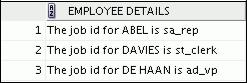 EMPLOYEE DETAILS
1 The job id for ABEL is sa_rep
2 The job id for DAVIES is st_clerk
3 The job id for DE HAAN is ad_vp